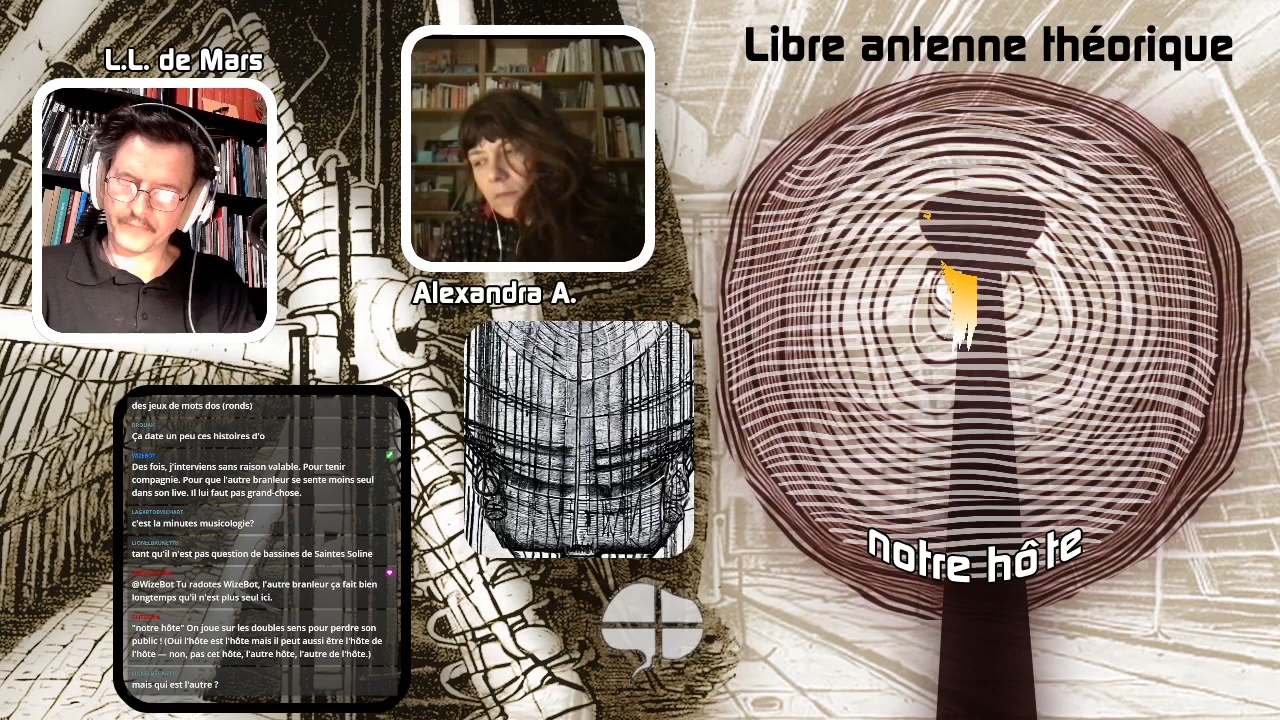 L.L. de Mars
Libre antenne théorique
Alexandra A.
des jeux de mots dos (ronds)
DROUAK
Ça date un peu ces histoires d'o
WIZEBOT
Des fois, j'interviens sans raison valable. Pour tenir
compagnie. Pour que l'autre branleur se sente moins seul
dans son live. Il lui faut pas grand-chose.
c'est la minutes musicologie?
LIONELBRUNETTO
tant qu'il n'est pas question de bassines de Saintes Soline
@WizeBot Tu radotes WizeBot, l'autre branleur ça fait bien
longtemps qu'il n'est plus seul ici.
"notre hôte" On joue sur les doubles sens pour perdre son
public ! (Oui l'hôte est l'hôte mais il peut aussi être l'hôte de
l'hôte — non, pas cet hôte, l'autre hôte, l'autre de l'hôte.)
mais qui est l'autre ?
notre hôte